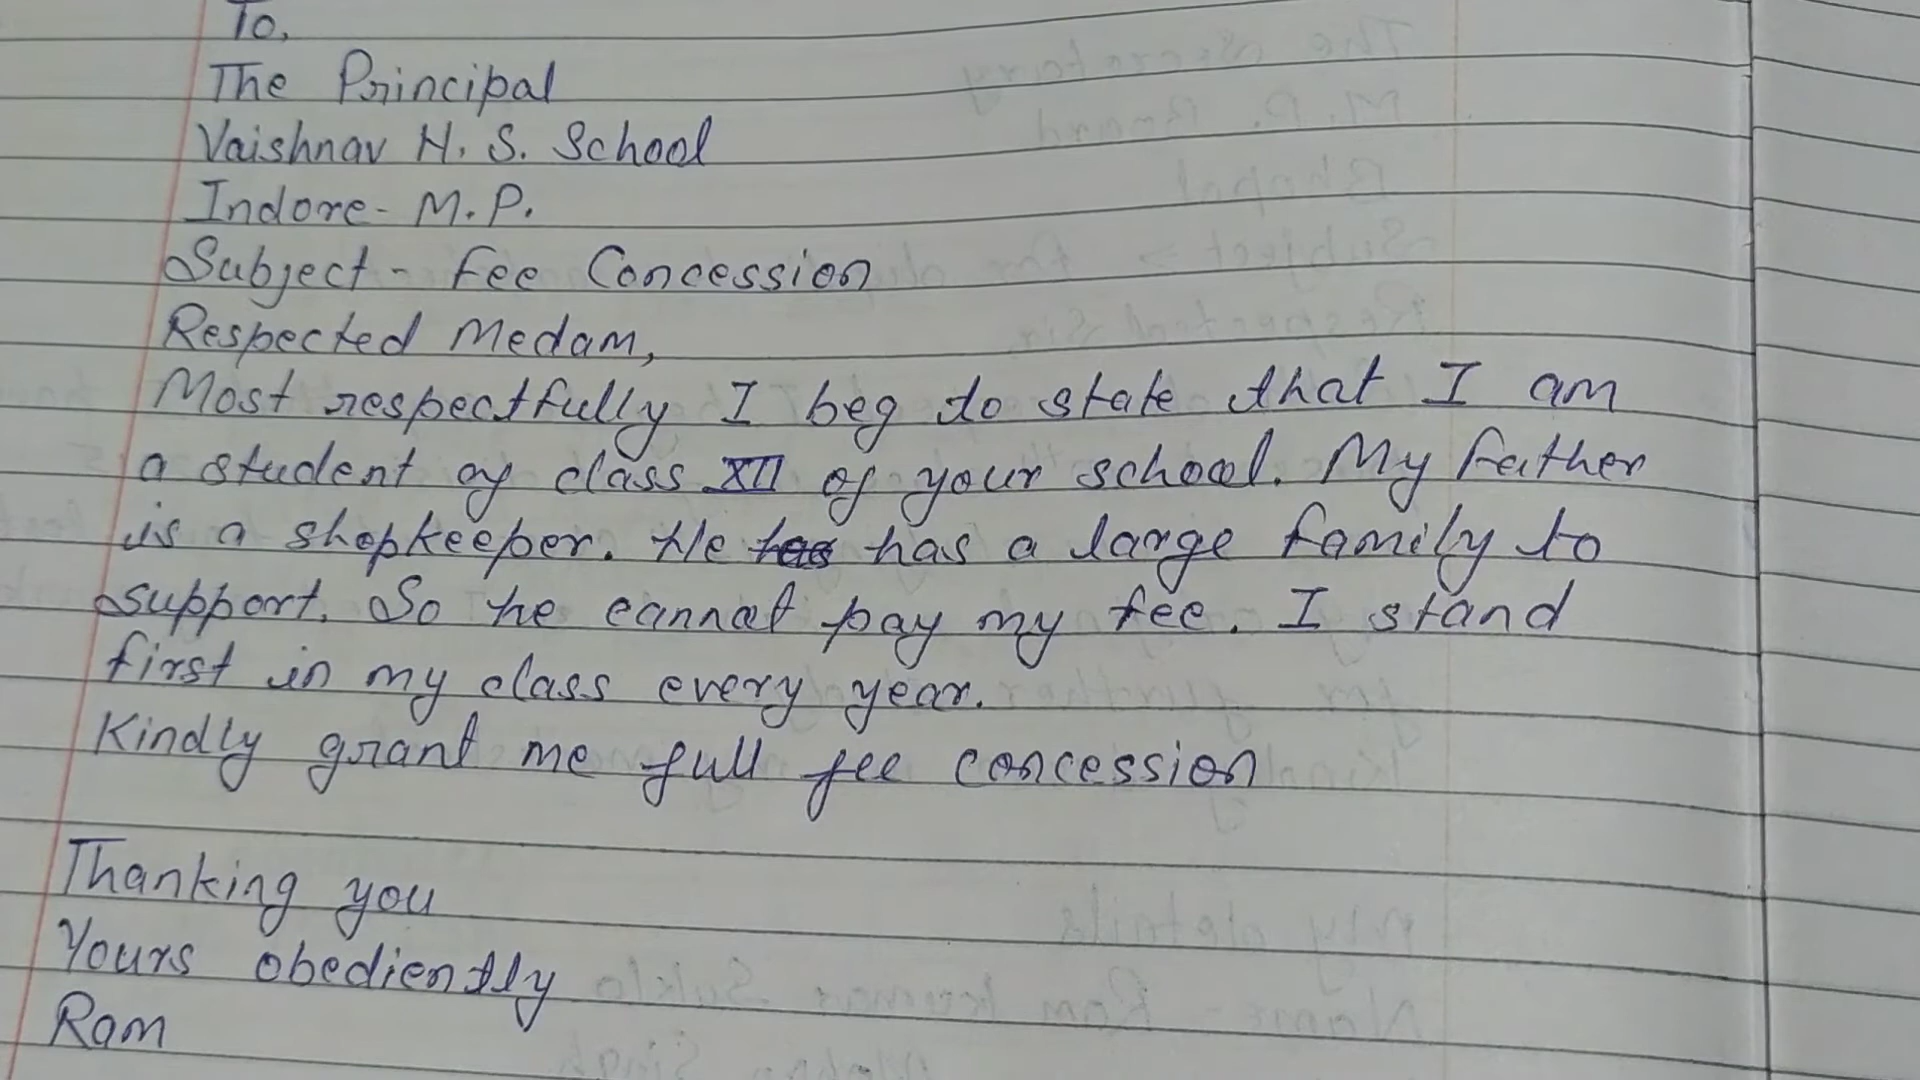 To,
The Principal
Vaishnav H. S. School
Indore - M.P.
Subject - Fee Concession
Respected Medam,
Most respectfully I beg to state that I am
a student of class XII of your school. My father
is a shopkeeper. He has a large family to
support. So he cannot pay my fee. I stand
first in my class every year.
Kindly grant me full fee concession
Thanking you
Yours obediently
Ram